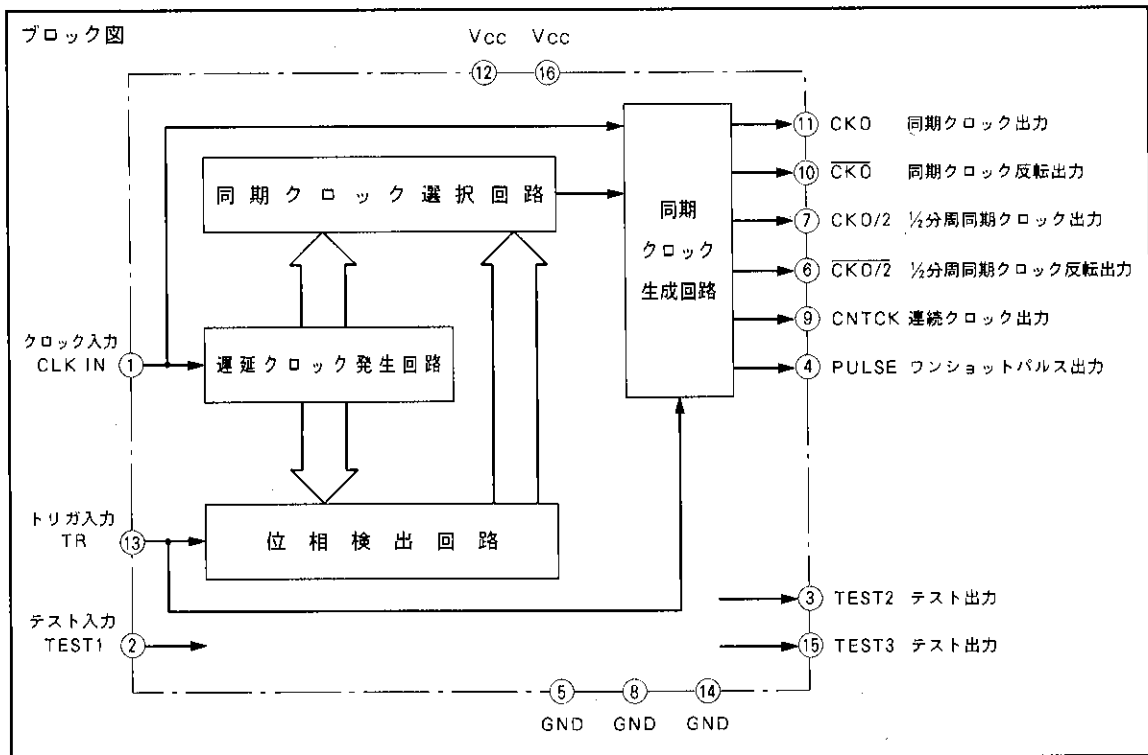 ブロック図
Vcc Vcc
⑫ ⑯
同期クロック選択回路
同期
クロック
生成回路
⑪ CKO 同期クロック出力
⑩ C̅K̅O̅ 同期クロック反転出力
⑦ CKO/2 ½分周同期クロック出力
⑥ C̅K̅O̅/̅2̅ ½分周同期クロック反転出力
⑨ CNTCK 連続クロック出力
④ PULSE ワンショットパルス出力
クロック入力
CLK IN ①
遅延クロック発生回路
トリガ入力
TR ⑬
位相検出回路
テスト入力
TEST1 ②
③ TEST2 テスト出力
⑮ TEST3 テスト出力
⑤ ⑧ ⑭
GND GND GND